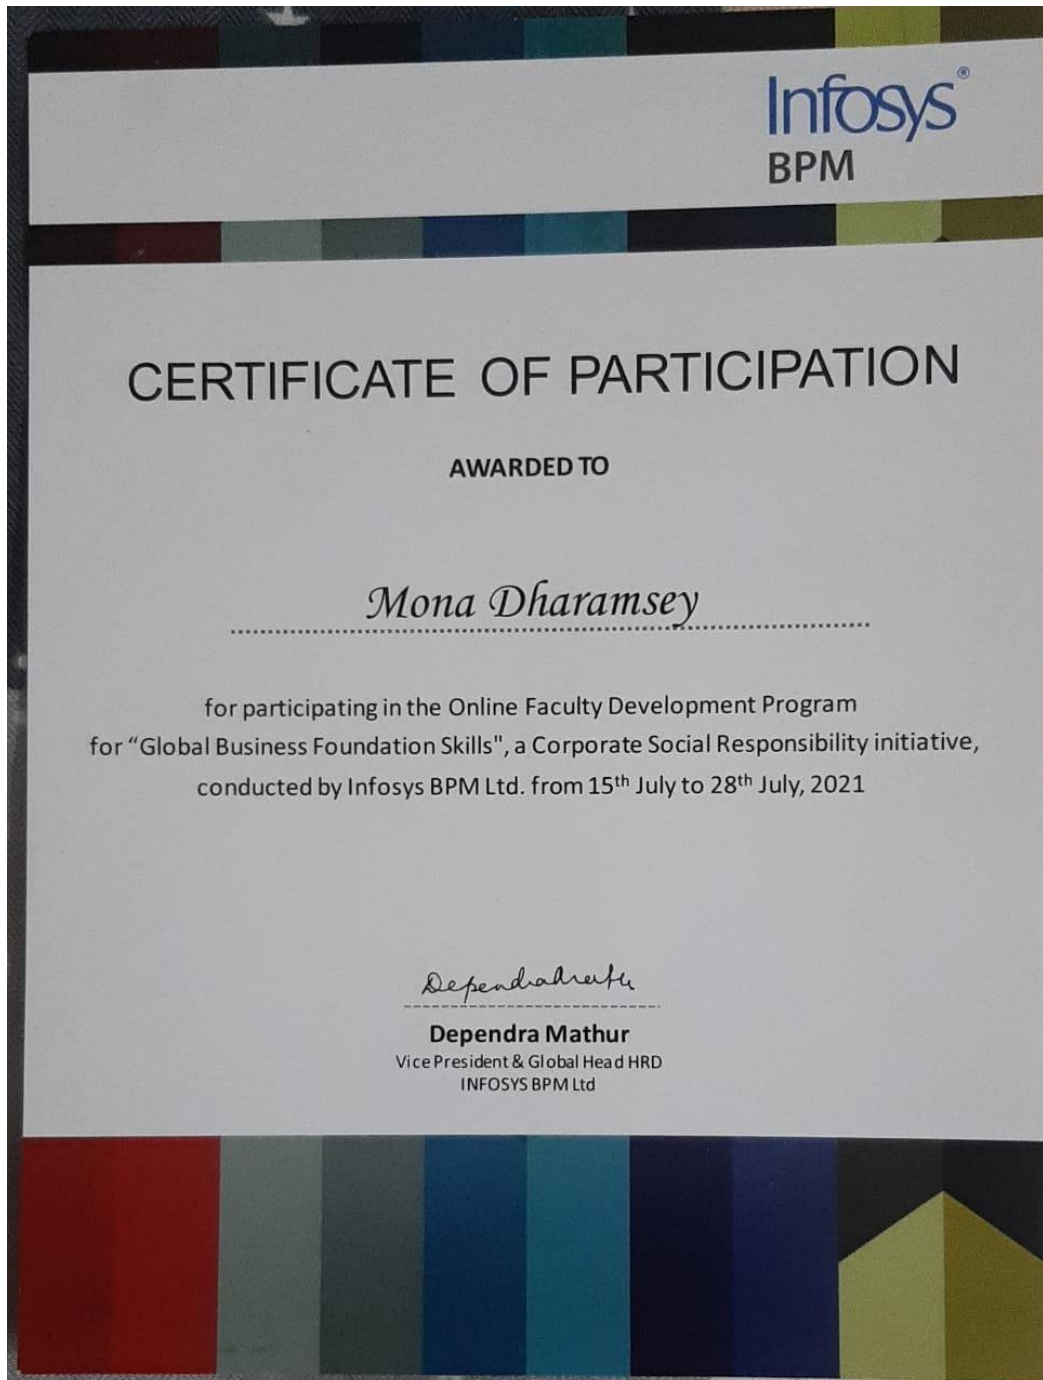 Infosys®
BPM
CERTIFICATE OF PARTICIPATION
AWARDED TO
Mona Dharamsey
for participating in the Online Faculty Development Program
for “Global Business Foundation Skills", a Corporate Social Responsibility initiative,
conducted by Infosys BPM Ltd. from 15th July to 28th July, 2021
Dependra Mathur
Vice President & Global Head HRD
INFOSYS BPM Ltd